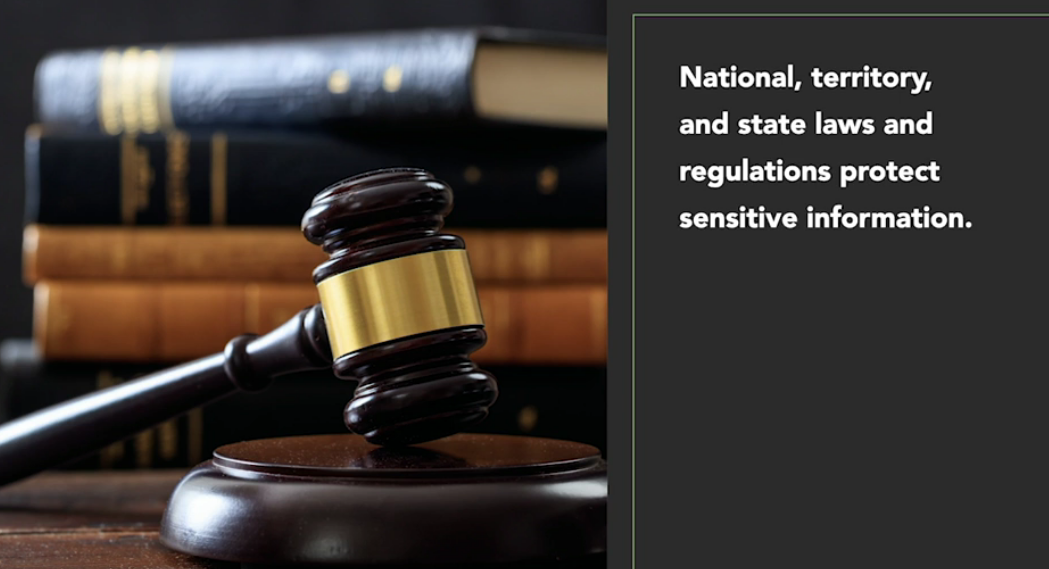 National, territory,
and state laws and
regulations protect
sensitive information.